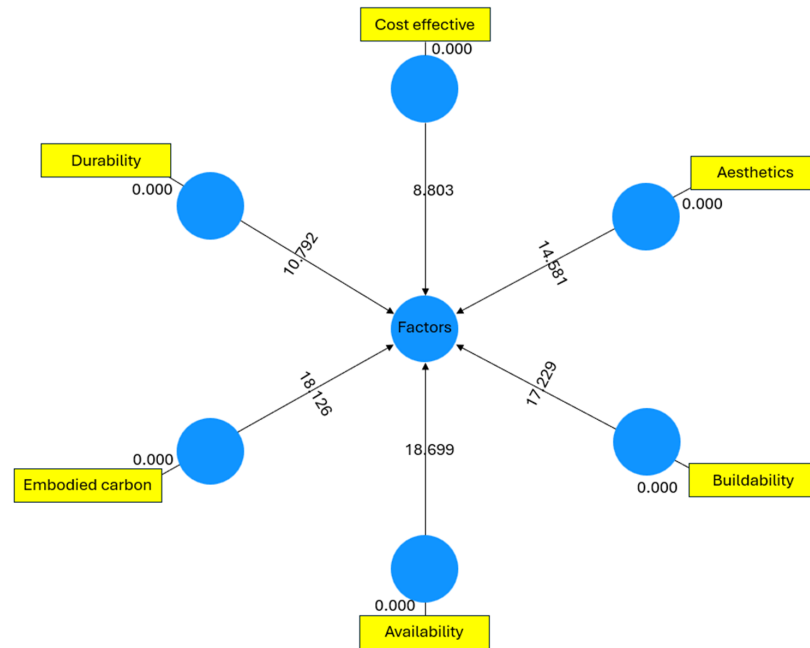 Cost effective
0.000
Durability
0.000
Aesthetics
0.000
8.803
10.792
14.581
Factors
18.126
17.229
18.699
0.000
Embodied carbon
0.000
Buildability
0.000
Availability